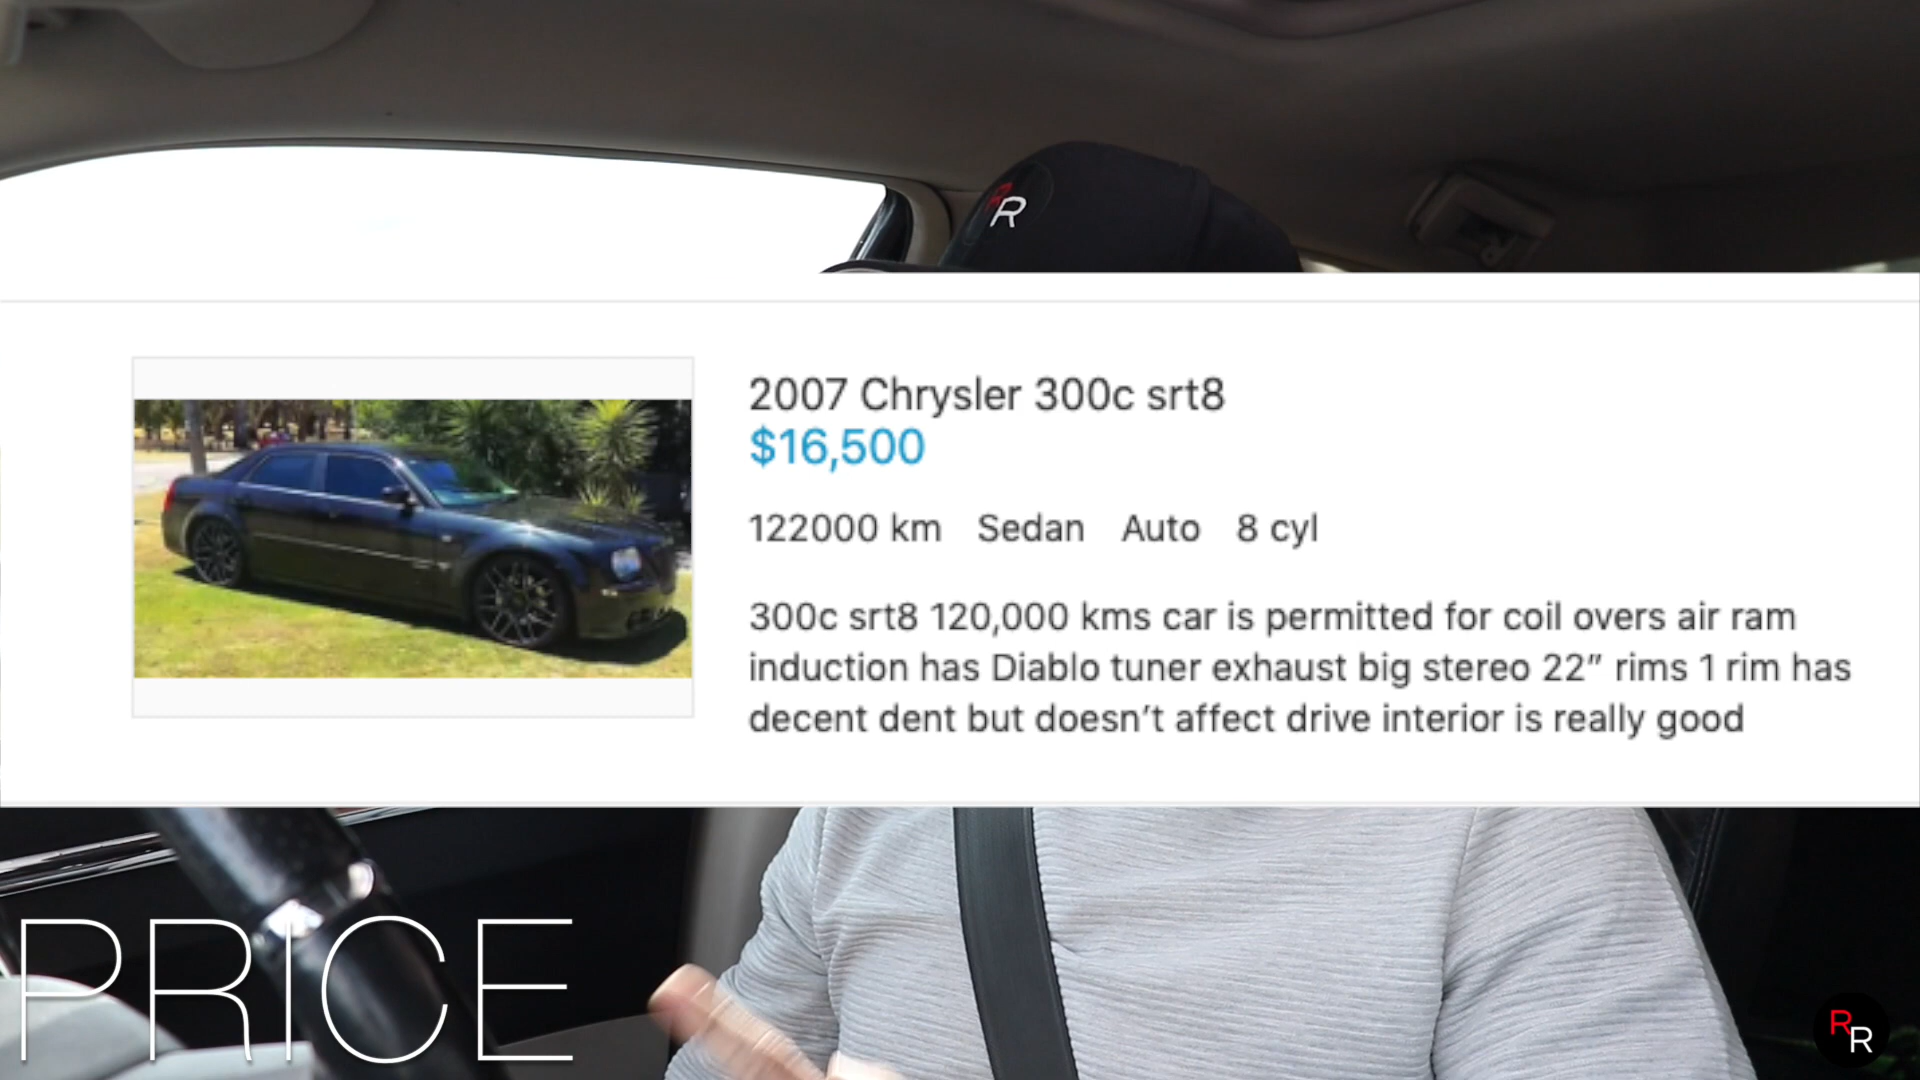 RR
2007 Chrysler 300c srt8
$16,500
122000 km Sedan Auto 8 cyl
300c srt8 120,000 kms car is permitted for coil overs air ram
induction has Diablo tuner exhaust big stereo 22” rims 1 rim has
decent dent but doesn’t affect drive interior is really good
PRICE
RR